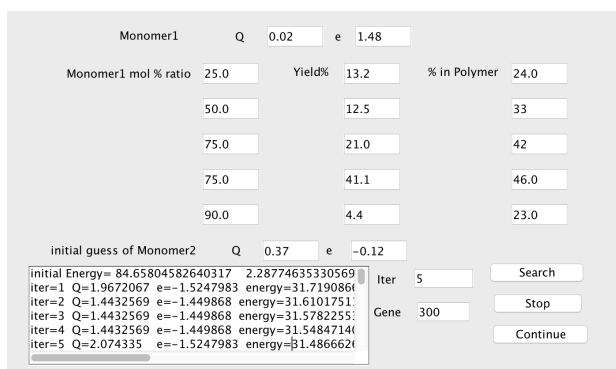 Monomer1 Q 0.02 e 1.48
Monomer1 mol % ratio 25.0 Yield% 13.2 % in Polymer 24.0
50.0 12.5 33
75.0 21.0 42
75.0 41.1 46.0
90.0 4.4 23.0
initial guess of Monomer2 Q 0.37 e -0.12
initial Energy= 84.65804582640317 2.28774635330569
iter=1 Q=1.9672067 e=-1.5247983 energy=31.7190866
iter=2 Q=1.4432569 e=-1.449868 energy=31.6101751
iter=3 Q=1.4432569 e=-1.449868 energy=31.5782255
iter=4 Q=1.4432569 e=-1.449868 energy=31.5484714
iter=5 Q=2.074335 e=-1.5247983 energy=31.4866626
Iter 5
Gene 300
Search
Stop
Continue